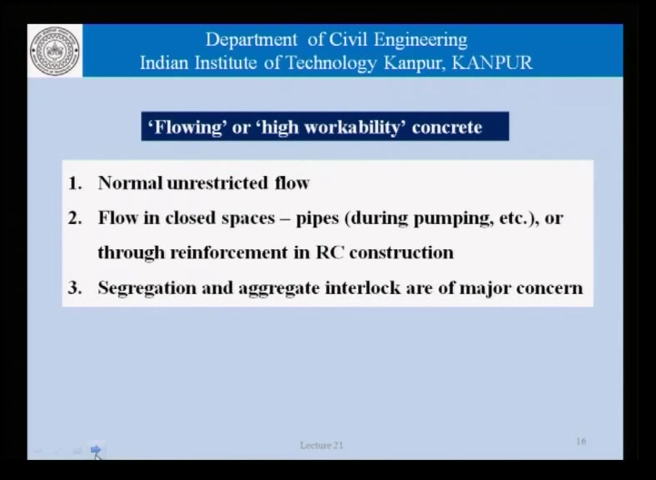 Department of Civil Engineering
Indian Institute of Technology Kanpur, KANPUR
‘Flowing’ or ‘high workability’ concrete
1. Normal unrestricted flow
2. Flow in closed spaces – pipes (during pumping, etc.), or
through reinforcement in RC construction
3. Segregation and aggregate interlock are of major concern
Lecture 21
16